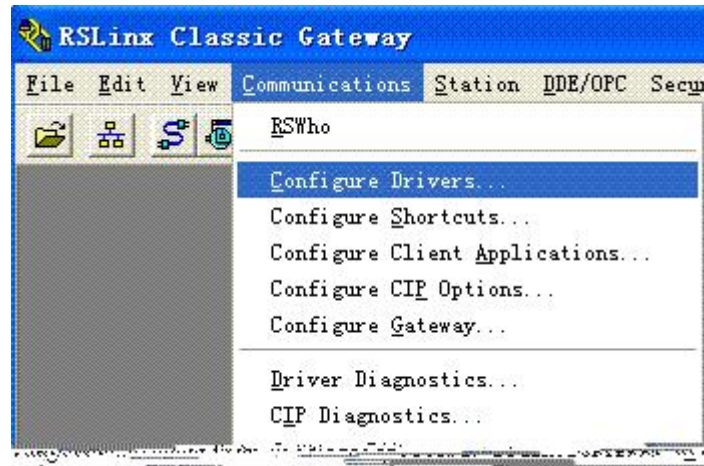 RSLinx Classic Gateway
File Edit View Communications Station DDE/OPC
RSWho
Configure Drivers...
Configure Shortcuts...
Configure Client Applications...
Configure CIP Options...
Configure Gateway...
Driver Diagnostics...
CIP Diagnostics...